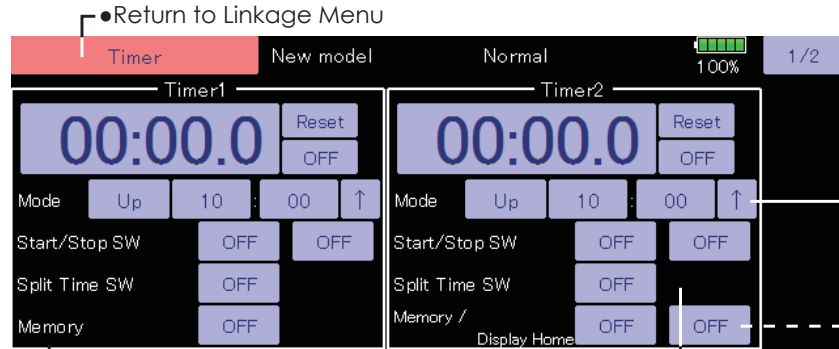 ●Return to Linkage Menu
Timer New model Normal 100% 1/2
Timer1
00:00.0 Reset
OFF
Mode Up 10 : 00 ↑
Start/Stop SW OFF OFF
Split Time SW OFF
Memory OFF
Timer2
00:00.0 Reset
OFF
Mode Up 10 : 00 ↑
Start/Stop SW OFF OFF
Split Time SW OFF
Memory /
Display Home OFF OFF